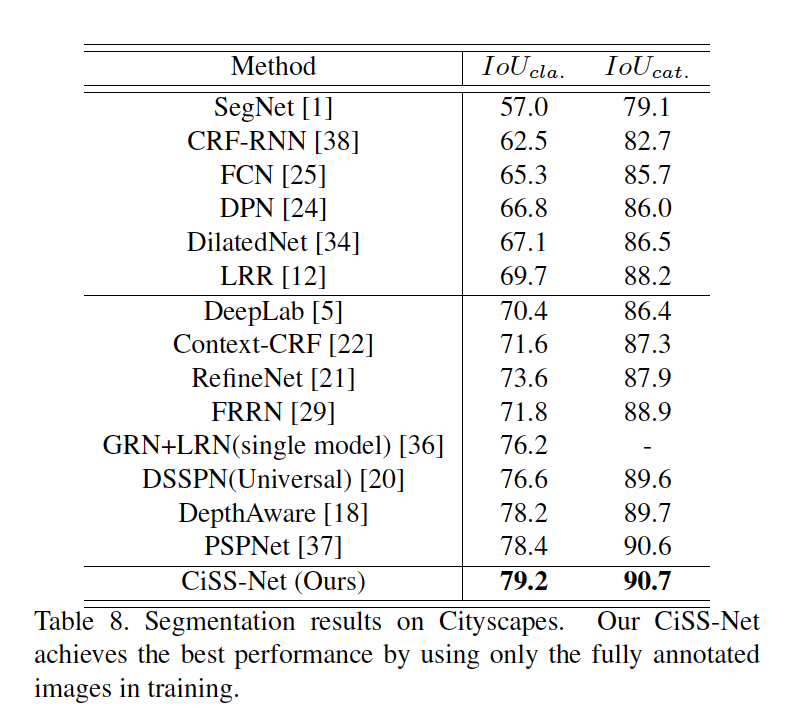 Method IoU_cla. IoU_cat.
SegNet [1] 57.0 79.1
CRF-RNN [38] 62.5 82.7
FCN [25] 65.3 85.7
DPN [24] 66.8 86.0
DilatedNet [34] 67.1 86.5
LRR [12] 69.7 88.2
DeepLab [5] 70.4 86.4
Context-CRF [22] 71.6 87.3
RefineNet [21] 73.6 87.9
FRRN [29] 71.8 88.9
GRN+LRN(single model) [36] 76.2 -
DSSPN(Universal) [20] 76.6 89.6
DepthAware [18] 78.2 89.7
PSPNet [37] 78.4 90.6
CiSS-Net (Ours) 79.2 90.7
Table 8. Segmentation results on Cityscapes. Our CiSS-Net
achieves the best performance by using only the fully annotated
images in training.